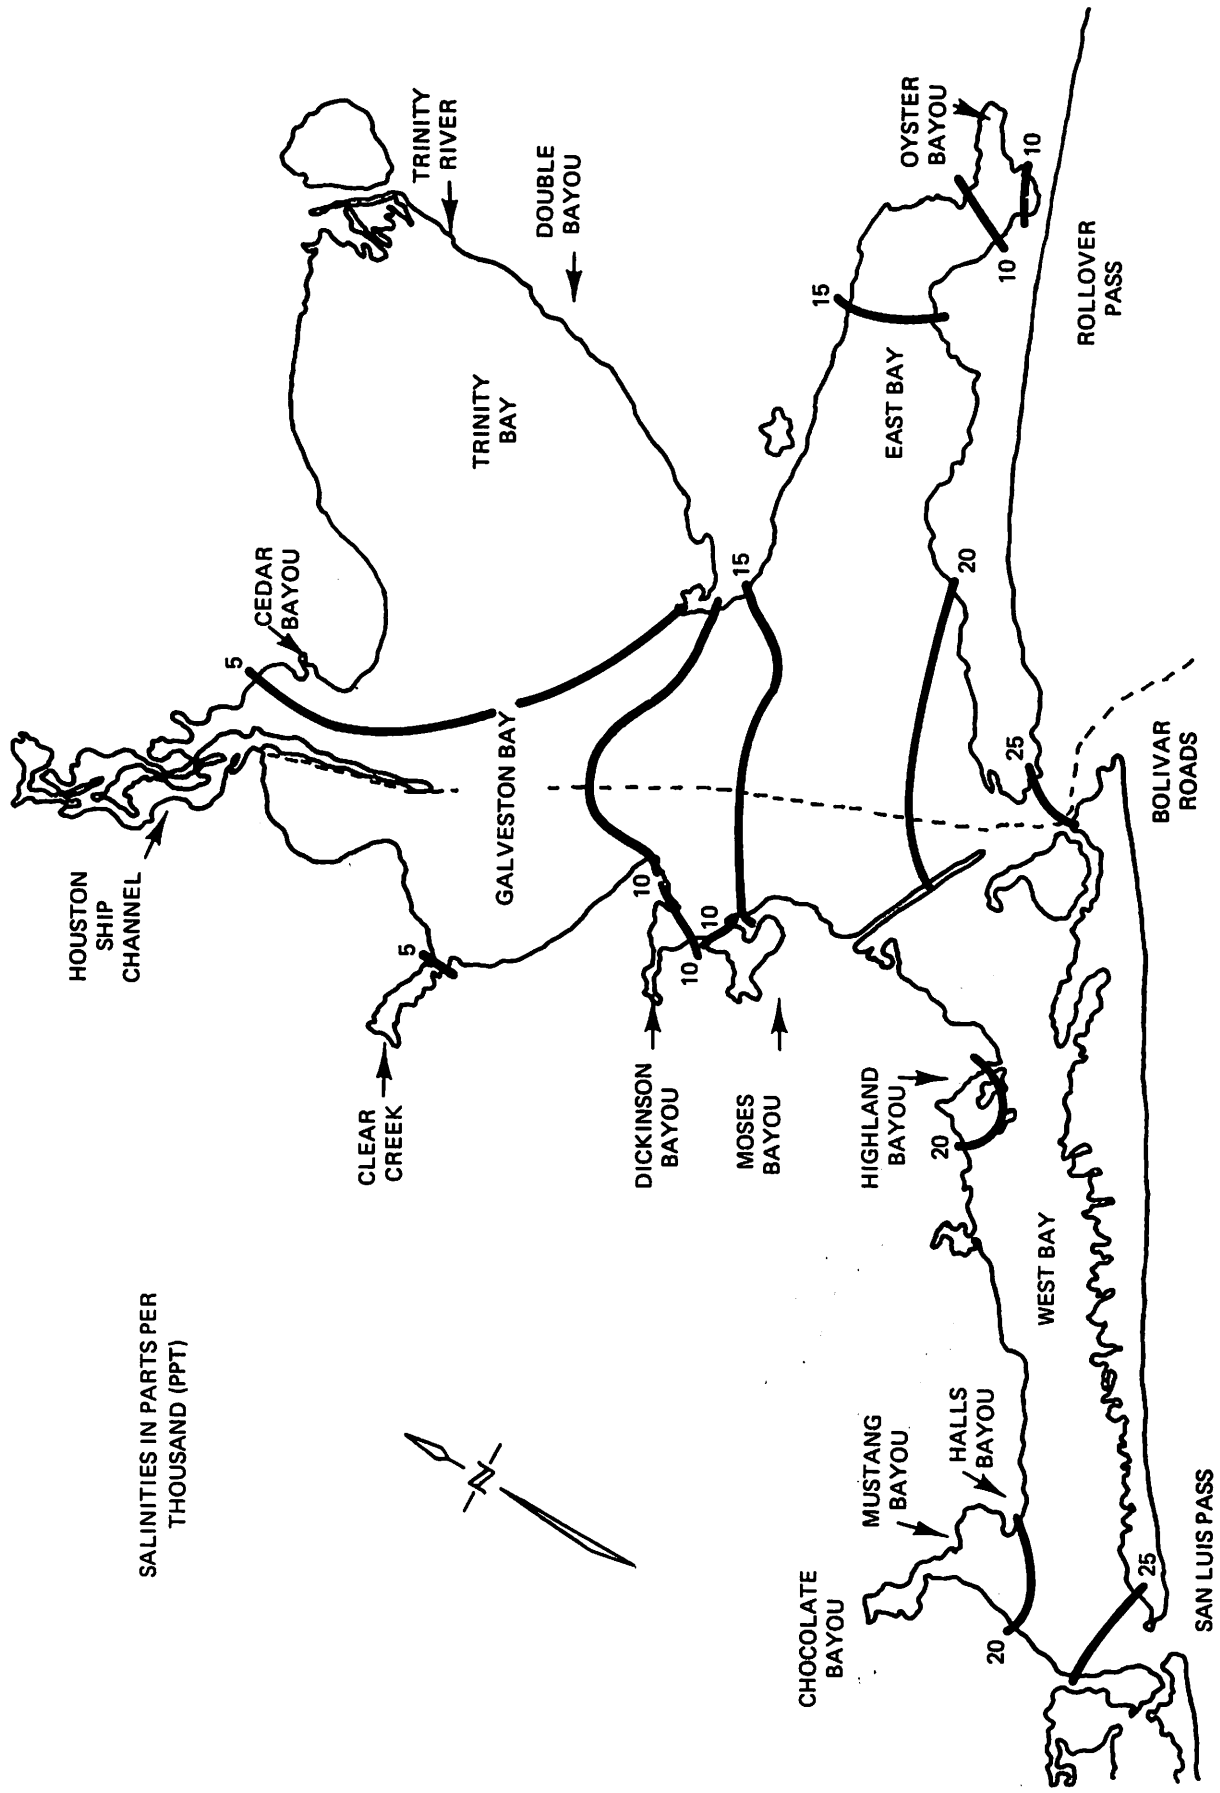 SALINITIES IN PARTS PER
THOUSAND (PPT)
HOUSTON
SHIP
CHANNEL
5
CEDAR
BAYOU
TRINITY
RIVER
DOUBLE
BAYOU
TRINITY
BAY
CLEAR
CREEK
5
GALVESTON BAY
DICKINSON
BAYOU
10
10
10
MOSES
BAYOU
15
15
EAST BAY
OYSTER
BAYOU
10
10
ROLLOVER
PASS
20
25
BOLIVAR
ROADS
HIGHLAND
BAYOU
20
WEST BAY
HALLS
BAYOU
MUSTANG
BAYOU
CHOCOLATE
BAYOU
20
25
SAN LUIS PASS
N